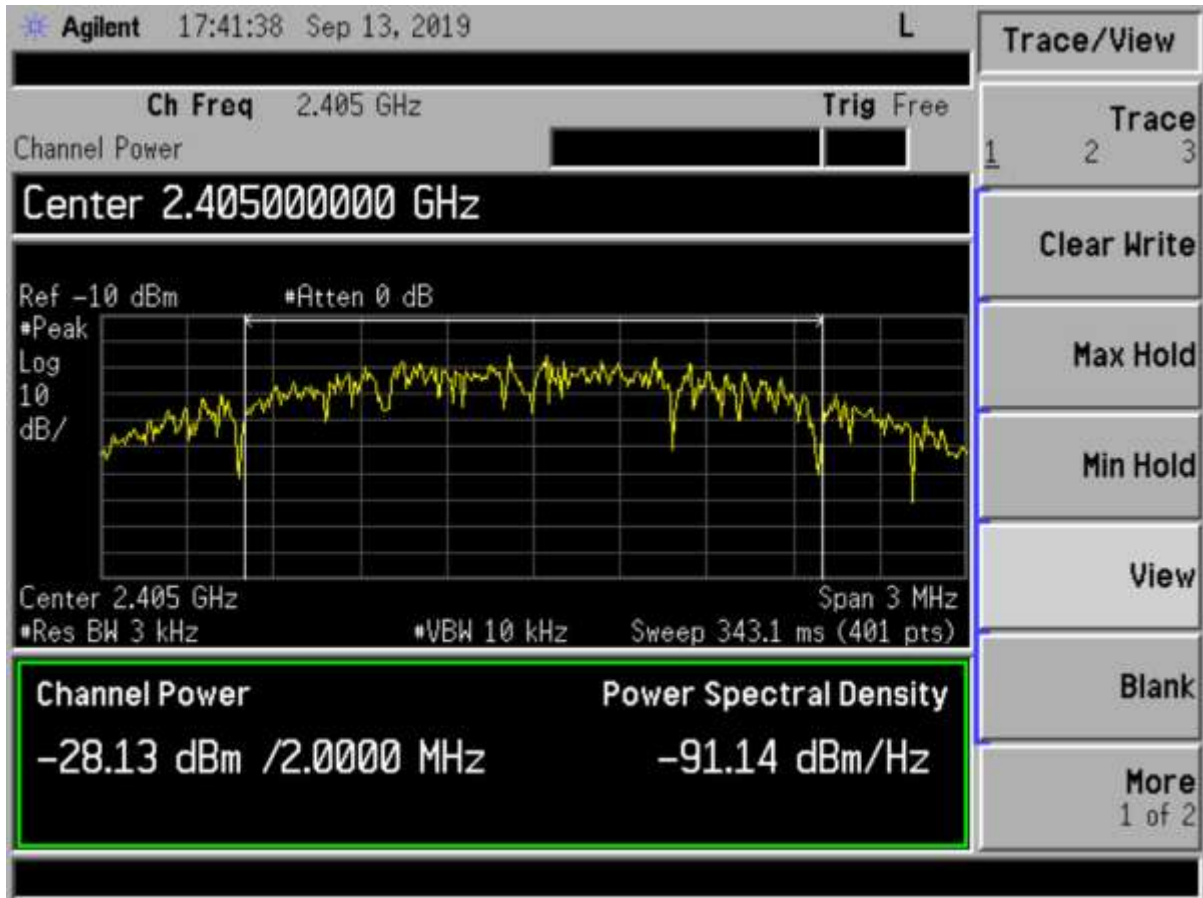 Agilent 17:41:38 Sep 13, 2019 L
Trace/View
Ch Freq 2.405 GHz Trig Free
Channel Power
Trace
1 2 3
Center 2.405000000 GHz
Clear Write
Ref -10 dBm #Atten 0 dB
#Peak
Log
10
dB/
Max Hold
Min Hold
View
Center 2.405 GHz Span 3 MHz
#Res BW 3 kHz #VBW 10 kHz Sweep 343.1 ms (401 pts)
Channel Power Power Spectral Density
-28.13 dBm /2.0000 MHz -91.14 dBm/Hz
Blank
More
1 of 2